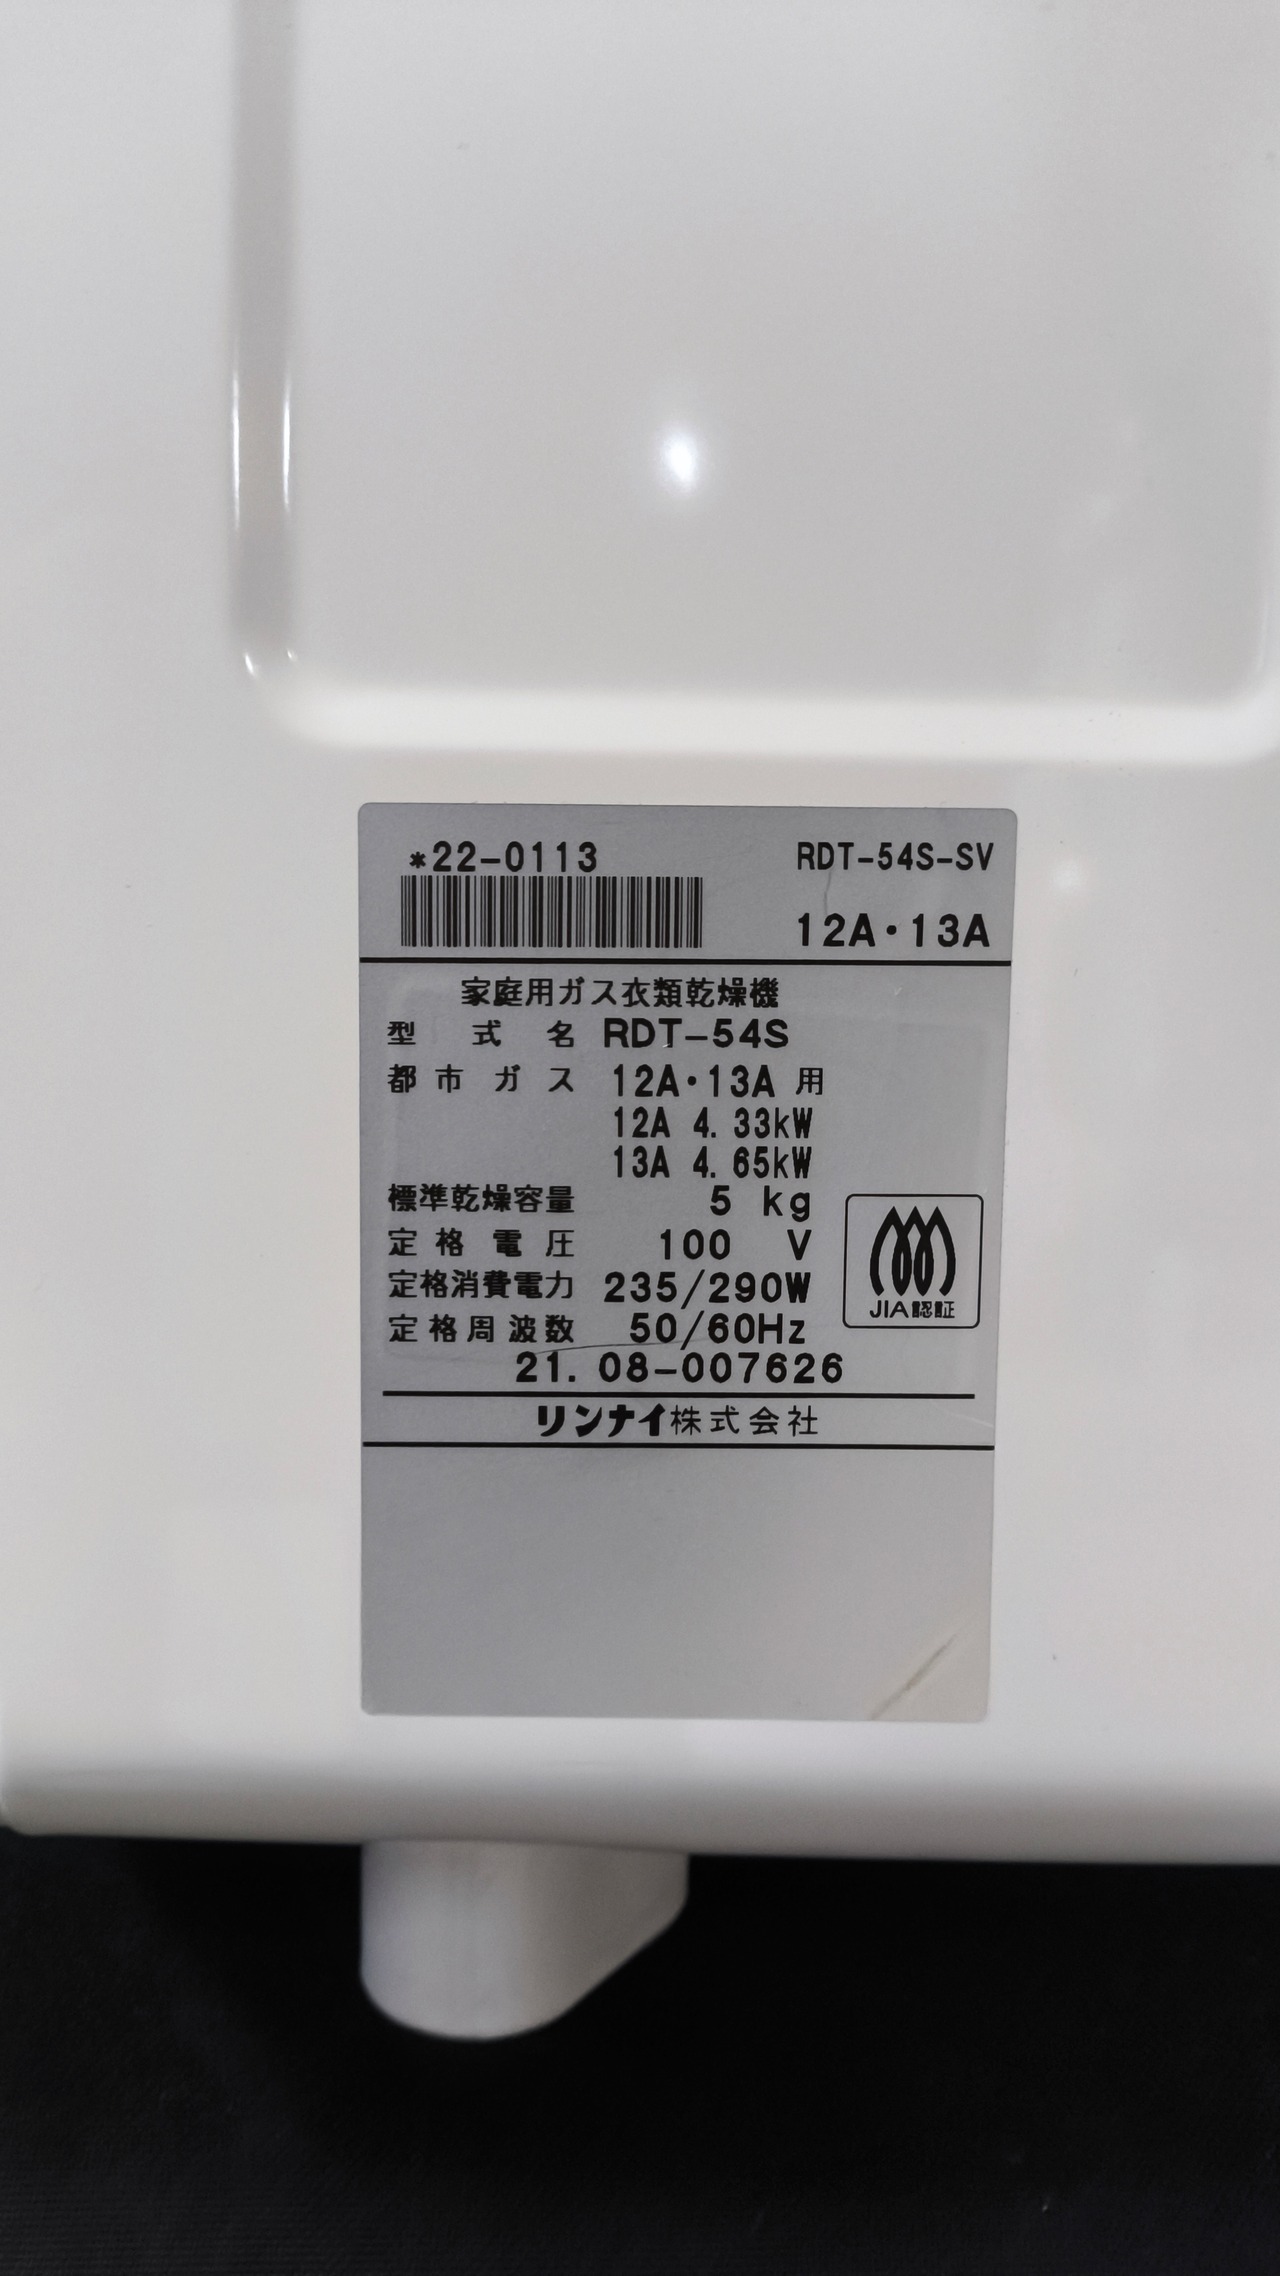 *22-0113
RDT-54S-SV
12A・13A
家庭用ガス衣類乾燥機
型式名 RDT-54S
都市ガス 12A・13A 用
12A 4.33kW
13A 4.65kW
標準乾燥容量 5 kg
定格電圧 100 V
定格消費電力 235/290W
定格周波数 50/60Hz
JIA認証
21.08-007626
リンナイ株式会社